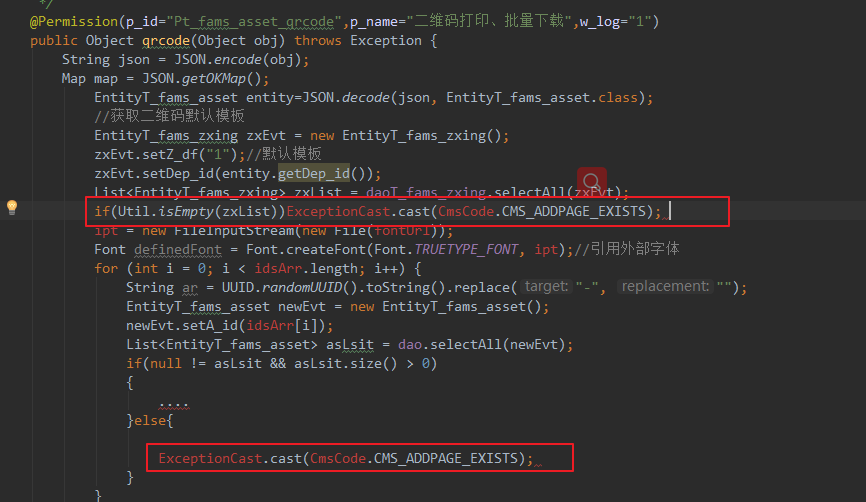 */
@Permission(p_id="Pt_fams_asset_qrcode",p_name="二维码打印、批量下载",w_log="1")
public Object qrcode(Object obj) throws Exception {
String json = JSON.encode(obj);
Map map = JSON.getOKMap();
EntityT_fams_asset entity=JSON.decode(json, EntityT_fams_asset.class);
//获取二维码默认模板
EntityT_fams_zxing zxEvt = new EntityT_fams_zxing();
zxEvt.setZ_df("1");//默认模板
zxEvt.setDep_id(entity.getDep_id());
List<EntityT_fams_zxing> zxList = daoT_fams_zxing.selectAll(zxEvt);
if(Util.isEmpty(zxList))ExceptionCast.cast(CmsCode.CMS_ADDPAGE_EXISTS);
ipt = new FileInputStream(new File(fontUrl));
Font definedFont = Font.createFont(Font.TRUETYPE_FONT, ipt);//引用外部字体
for (int i = 0; i < idsArr.length; i++) {
String ar = UUID.randomUUID().toString().replace( target: "-", replacement: "");
EntityT_fams_asset newEvt = new EntityT_fams_asset();
newEvt.setA_id(idsArr[i]);
List<EntityT_fams_asset> asLsit = dao.selectAll(newEvt);
if(null != asLsit && asLsit.size() > 0)
{
....
}else{
ExceptionCast.cast(CmsCode.CMS_ADDPAGE_EXISTS);
}
}